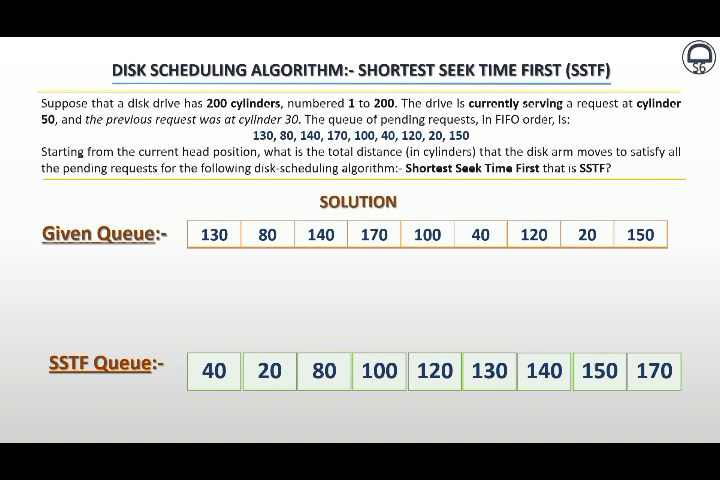 DISK SCHEDULING ALGORITHM:- SHORTEST SEEK TIME FIRST (SSTF)
S6
Suppose that a disk drive has 200 cylinders, numbered 1 to 200. The drive is currently serving a request at cylinder
50, and the previous request was at cylinder 30. The queue of pending requests, in FIFO order, is:
130, 80, 140, 170, 100, 40, 120, 20, 150
Starting from the current head position, what is the total distance (in cylinders) that the disk arm moves to satisfy all
the pending requests for the following disk-scheduling algorithm:- Shortest Seek Time First that is SSTF?
SOLUTION
Given Queue:- 130 80 140 170 100 40 120 20 150
SSTF Queue:- 40 20 80 100 120 130 140 150 170